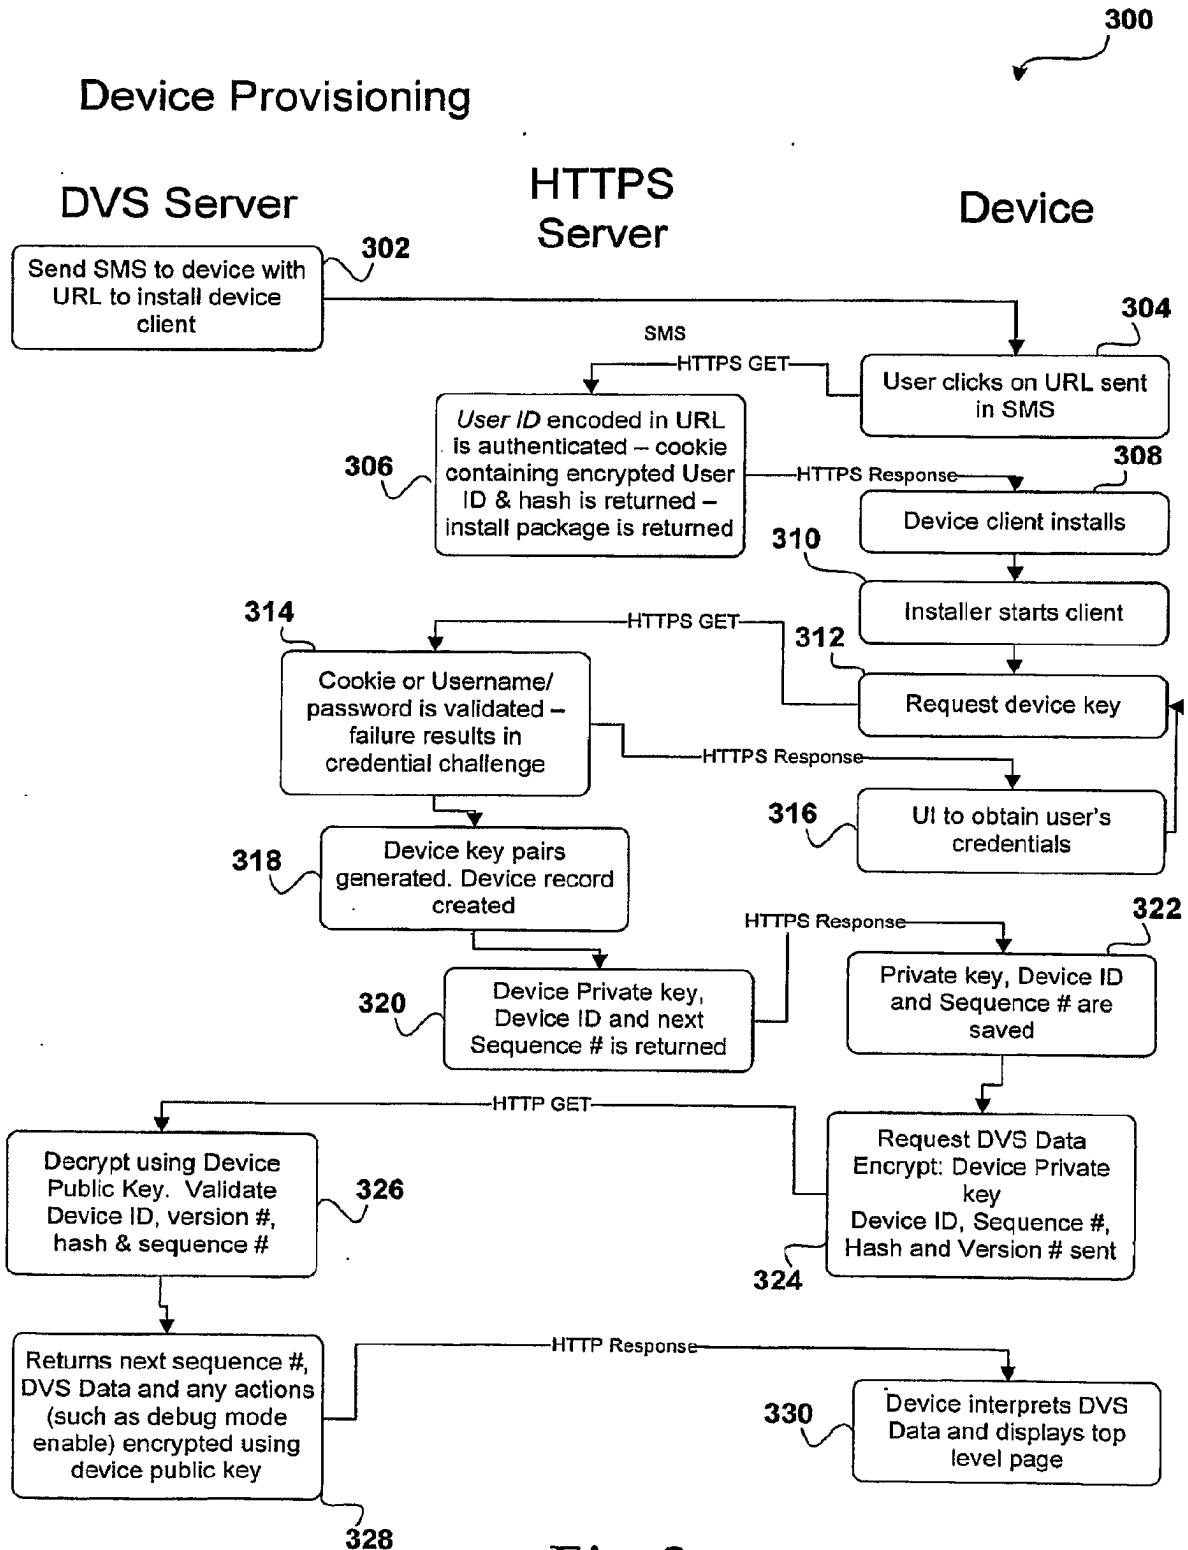 300
Device Provisioning
DVS Server
HTTPS
Server
Device
302
Send SMS to device with
URL to install device
client
SMS
304
HTTPS GET
User clicks on URL sent
in SMS
306
User ID encoded in URL
is authenticated – cookie
containing encrypted User
ID & hash is returned –
install package is returned
HTTPS Response
308
Device client installs
310
Installer starts client
312
Request device key
HTTPS GET
314
Cookie or Username/
password is validated –
failure results in
credential challenge
HTTPS Response
316
UI to obtain user's
credentials
318
Device key pairs
generated. Device record
created
320
Device Private key,
Device ID and next
Sequence # is returned
HTTPS Response
322
Private key, Device ID
and Sequence # are
saved
HTTP GET
324
Request DVS Data
Encrypt: Device Private
key
Device ID, Sequence #,
Hash and Version # sent
326
Decrypt using Device
Public Key. Validate
Device ID, version #,
hash & sequence #
328
Returns next sequence #,
DVS Data and any actions
(such as debug mode
enable) encrypted using
device public key
HTTP Response
330
Device interprets DVS
Data and displays top
level page